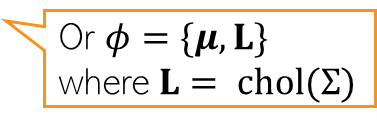 Or ϕ = {μ, L}
where L = chol(Σ)